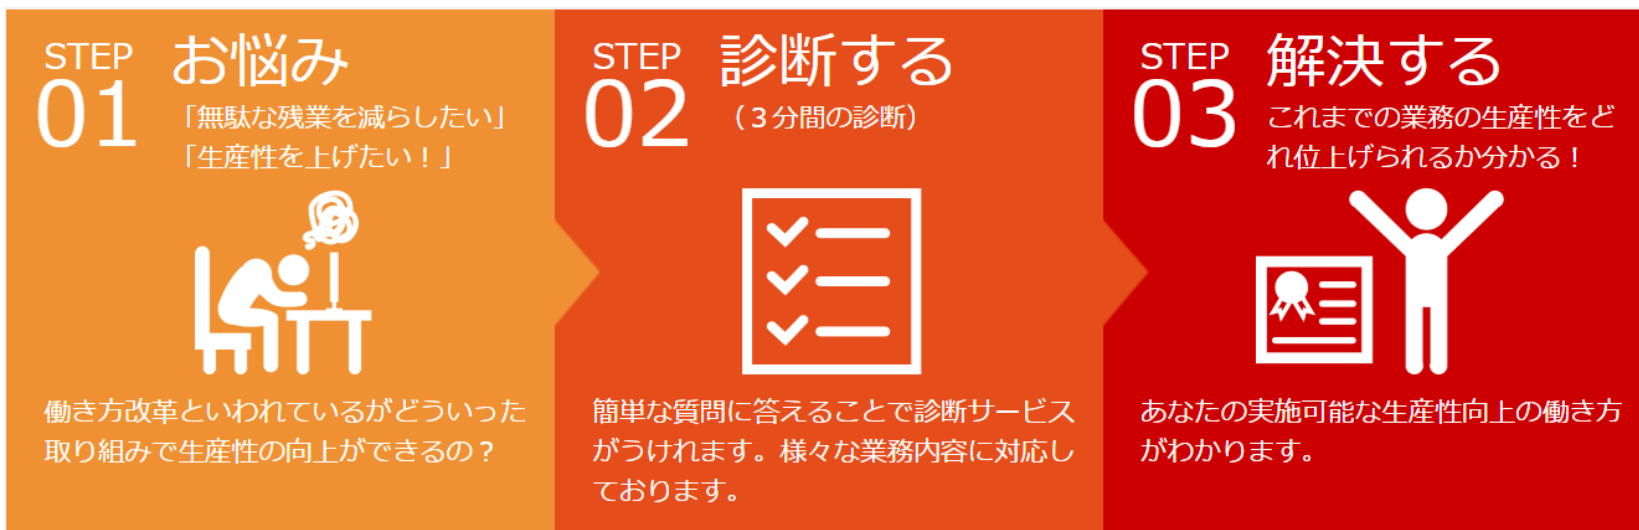 STEP
01
お悩み
「無駄な残業を減らしたい」
「生産性を上げたい！」
働き方改革といわれているがどういった
取り組みで生産性の向上ができるの？
STEP
02
診断する
（３分間の診断）
簡単な質問に答えることで診断サービス
がうけれます。様々な業務内容に対応し
ております。
STEP
03
解決する
これまでの業務の生産性をど
れ位上げられるか分かる！
あなたの実施可能な生産性向上の働き方
がわかります。